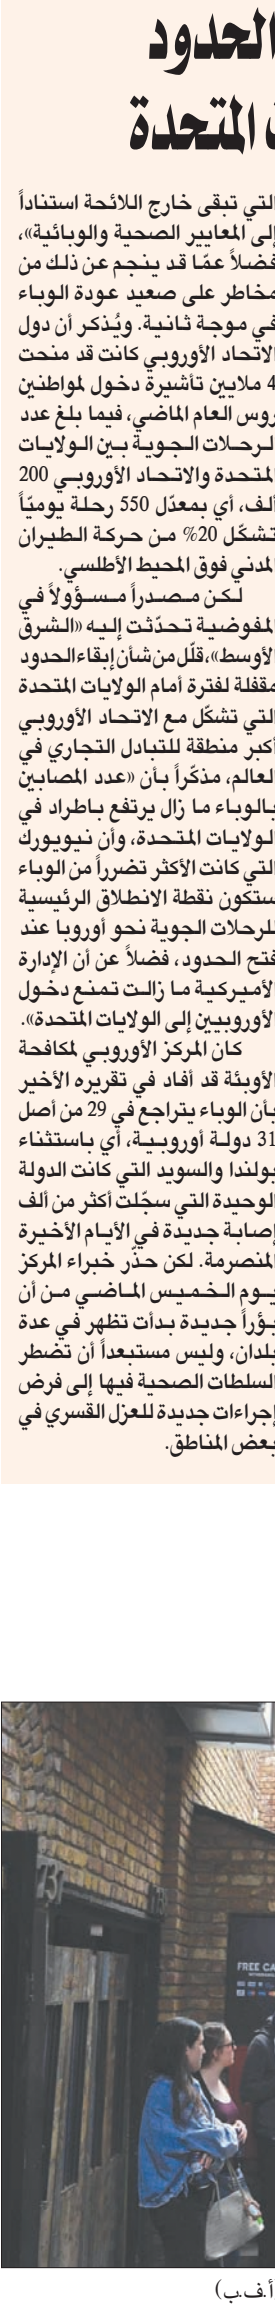 الحدود
المتحدة
التي تبقى خارج اللائحة استناداً
إلى المعايير الصحية والوبائية»،
فضلاً عمّا قد ينجم عن ذلك من
مخاطر على صعيد عودة الوباء
في موجة ثانية. ويُذكر أن دول
الاتحاد الأوروبي كانت قد منحت
4 ملايين تأشيرة دخول لمواطنين
روس العام الماضي، فيما بلغ عدد
الرحلات الجوية بين الولايات
المتحدة والاتحاد الأوروبي 200
ألف، أي بمعدّل 550 رحلة يوميّاً
تشكّل 20% من حركة الطيران
المدني فوق المحيط الأطلسي.
لكن مصدراً مسؤولاً في
المفوضية تحدّثت إليه «الشرق
الأوسط»، قلّل من شأن إبقاء الحدود
مقفلة لفترة أمام الولايات المتحدة
التي تشكّل مع الاتحاد الأوروبي
أكبر منطقة للتبادل التجاري في
العالم، مذكّراً بأن «عدد المصابين
بالوباء ما زال يرتفع باطراد في
الولايات المتحدة، وأن نيويورك
التي كانت الأكثر تضرراً من الوباء
ستكون نقطة الانطلاق الرئيسية
للرحلات الجوية نحو أوروبا عند
فتح الحدود، فضلاً عن أن الإدارة
الأميركية ما زالت تمنع دخول
الأوروبيين إلى الولايات المتحدة».
كان المركز الأوروبي لمكافحة
الأوبئة قد أفاد في تقريره الأخير
بأن الوباء يتراجع في 29 من أصل
31 دولة أوروبية، أي باستثناء
بولندا والسويد التي كانت الدولة
الوحيدة التي سجّلت أكثر من ألف
إصابة جديدة في الأيام الأخيرة
المنصرمة. لكن حذّر خبراء المركز
يوم الخميس الماضي من أن
بؤراً جديدة بدأت تظهر في عدة
بلدان، وليس مستبعداً أن تضطر
السلطات الصحية فيها إلى فرض
إجراءات جديدة للعزل القسري في
بعض المناطق.
FREE CA
أ.ف.ب)